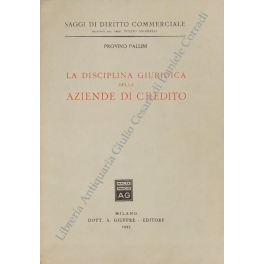 SAGGI DI DIRITTO COMMERCIALE
PROVINO PALLINI
LA DISCIPLINA GIURIDICA
DELLE
AZIENDE DI CREDITO
AG
MILANO
DOTT. A. GIUFFRÈ - EDITORE
Libreria Antiquaria Giulio Cesare di Daniele Corradi